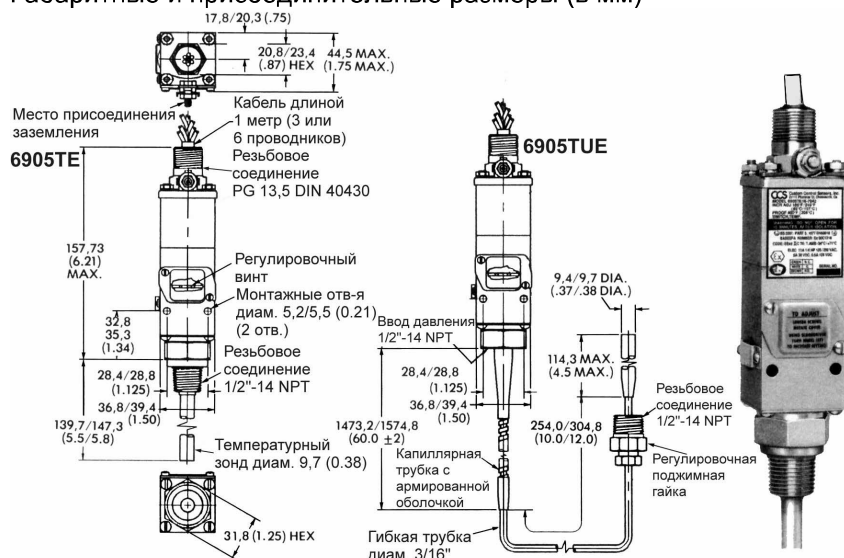 Габаритные и присоединительные размеры (в мм)
17,8/20,3 (.75)
20,8/23,4
(.87) HEX
44,5 MAX.
(1.75 MAX.)
Место присоединения
заземления
Кабель длиной
1 метр (3 или
6 проводников)
Резьбовое
соединение
PG 13,5 DIN 40430
6905TE
157,73
(6.21)
MAX.
Регулировочный
винт
Монтажные отв-я
диам. 5,2/5,5 (0.21)
(2 отв.)
32,8
35,3
(1.34)
Резьбовое
соединение
1/2"-14 NPT
28,4/28,8
(1.125)
36,8/39,4
(1.50)
139,7/147,3
(5.5/5.8)
Температурный
зонд диам. 9,7 (0.38)
31,8 (1.25) HEX
6905TUE
9,4/9,7 DIA.
(.37/.38 DIA.)
Ввод давления
1/2"-14 NPT
114,3 MAX.
(4.5 MAX.)
28,4/28,8
(1.125)
36,8/39,4
(1.50)
1473,2/1574,8
(60.0 ±2)
254,0/304,8
(10.0/12.0)
Резьбовое
соединение
1/2"-14 NPT
Капиллярная
трубка с
армированной
оболочкой
Регулировочная
поджимная
гайка
Гибкая трубка
диам. 3/16"
CCS
TO ADJUST